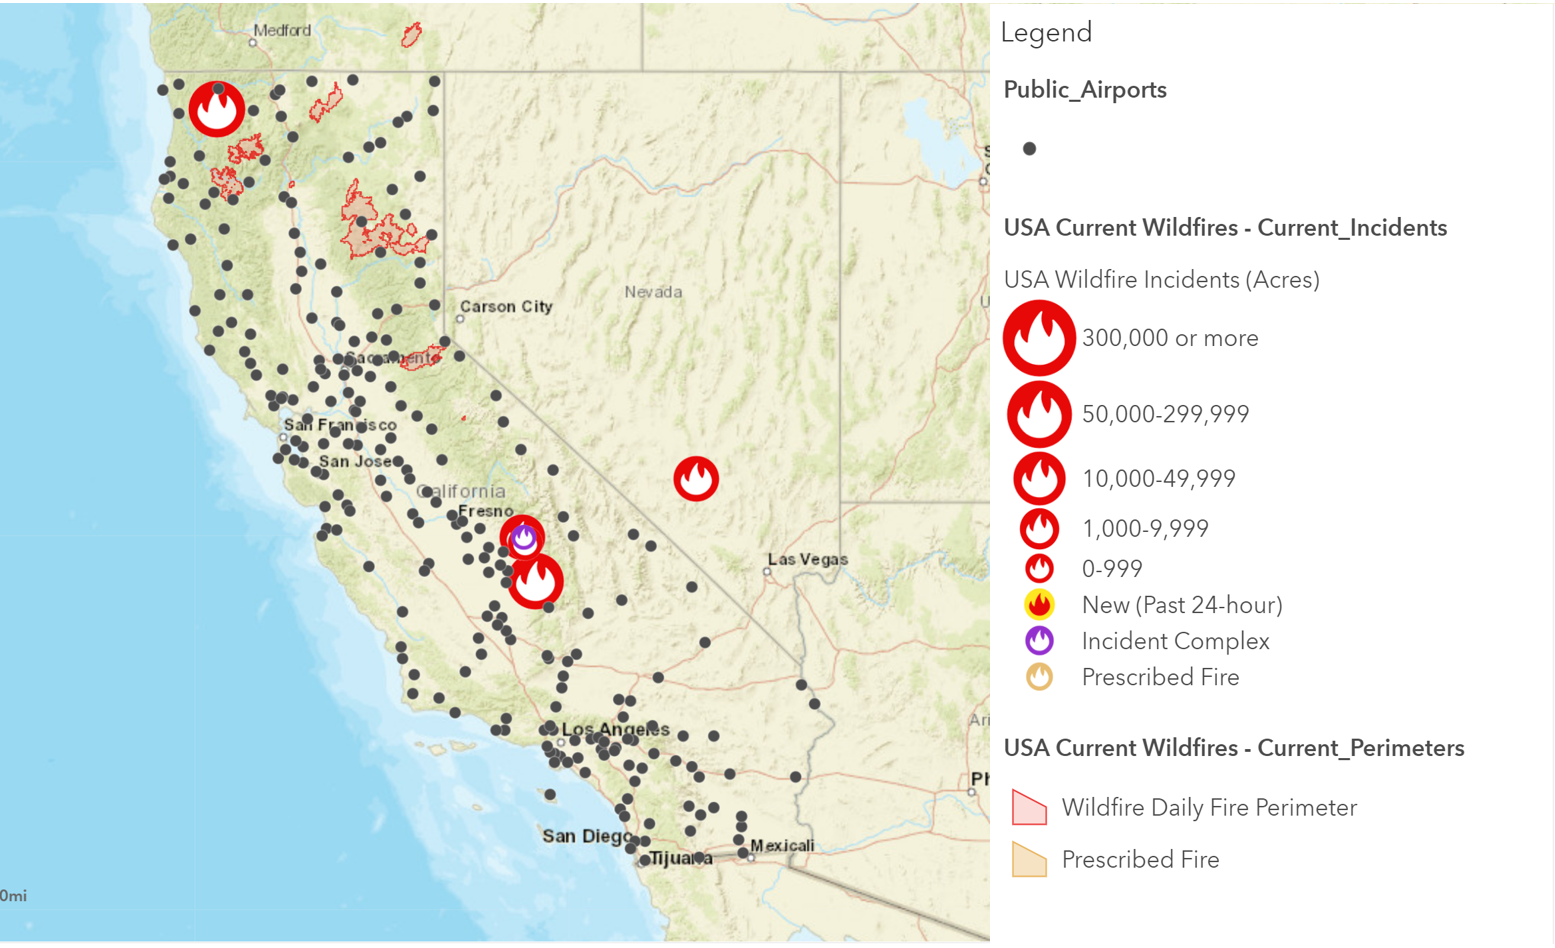 Medford
Carson City
Nevada
Sacramento
San Francisco
San Jose
California
Fresno
Las Vegas
Los Angeles
San Diego
Tijuana
Mexicali
Ari
Ph
0mi
Legend
Public_Airports
USA Current Wildfires - Current_Incidents
USA Wildfire Incidents (Acres)
300,000 or more
50,000-299,999
10,000-49,999
1,000-9,999
0-999
New (Past 24-hour)
Incident Complex
Prescribed Fire
USA Current Wildfires - Current_Perimeters
Wildfire Daily Fire Perimeter
Prescribed Fire